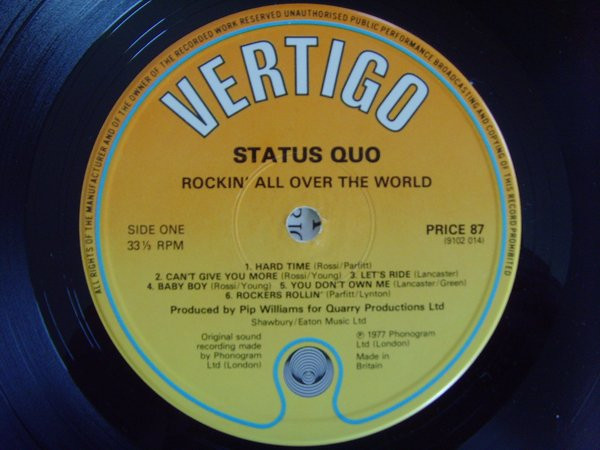 ALL RIGHTS OF THE MANUFACTURER AND OF THE OWNER OF THE RECORDED WORK RESERVED UNAUTHORISED PUBLIC PERFORMANCE BROADCASTING AND COPYING OF THIS RECORD PROHIBITED
VERTIGO
STATUS QUO
ROCKIN' ALL OVER THE WORLD
SIDE ONE
33⅓ RPM
PRICE 87
(9102 014)
1. HARD TIME (Rossi/Parfitt)
2. CAN'T GIVE YOU MORE (Rossi/Young) 3. LET'S RIDE (Lancaster)
4. BABY BOY (Rossi/Young) 5. YOU DON'T OWN ME (Lancaster/Green)
6. ROCKERS ROLLIN' (Parfitt/Lynton)
Produced by Pip Williams for Quarry Productions Ltd
Shawbury/Eaton Music Ltd
Original sound
recording made
by Phonogram
Ltd (London)
℗ 1977 Phonogram
Ltd (London)
Made in
Britain